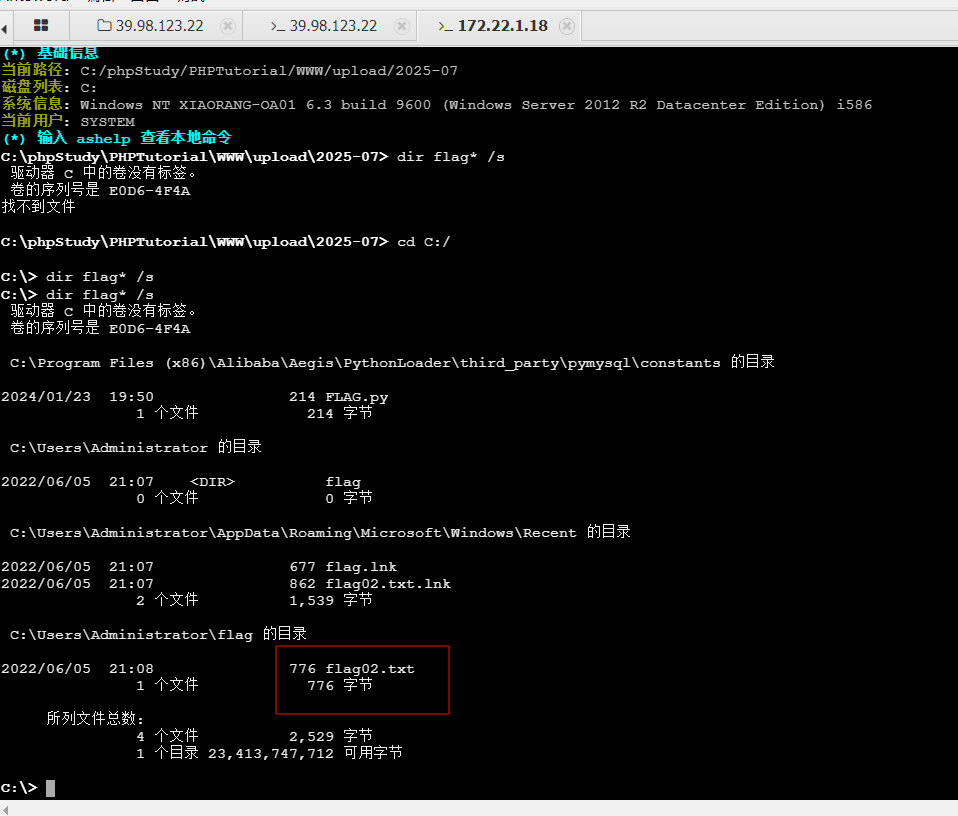 39.98.123.22 >_ 39.98.123.22 >_ 172.22.1.18
(*) 基础信息
当前路径: C:/phpStudy/PHPTutorial/WWW/upload/2025-07
磁盘列表: C:
系统信息: Windows NT XIAORANG-OA01 6.3 build 9600 (Windows Server 2012 R2 Datacenter Edition) i586
当前用户: SYSTEM
(*) 输入 ashelp 查看本地命令
C:\phpStudy\PHPTutorial\WWW\upload\2025-07> dir flag* /s
驱动器 C 中的卷没有标签。
卷的序列号是 E0D6-4F4A
找不到文件
C:\phpStudy\PHPTutorial\WWW\upload\2025-07> cd C:/
C:\> dir flag* /s
C:\> dir flag* /s
驱动器 C 中的卷没有标签。
卷的序列号是 E0D6-4F4A
C:\Program Files (x86)\Alibaba\Aegis\PythonLoader\third_party\pymysql\constants 的目录
2024/01/23 19:50 214 FLAG.py
1 个文件 214 字节
C:\Users\Administrator 的目录
2022/06/05 21:07 <DIR> flag
0 个文件 0 字节
C:\Users\Administrator\AppData\Roaming\Microsoft\Windows\Recent 的目录
2022/06/05 21:07 677 flag.lnk
2022/06/05 21:07 862 flag02.txt.lnk
2 个文件 1,539 字节
C:\Users\Administrator\flag 的目录
2022/06/05 21:08 776 flag02.txt
1 个文件 776 字节
所列文件总数:
4 个文件 2,529 字节
1 个目录 23,413,747,712 可用字节
C:\>